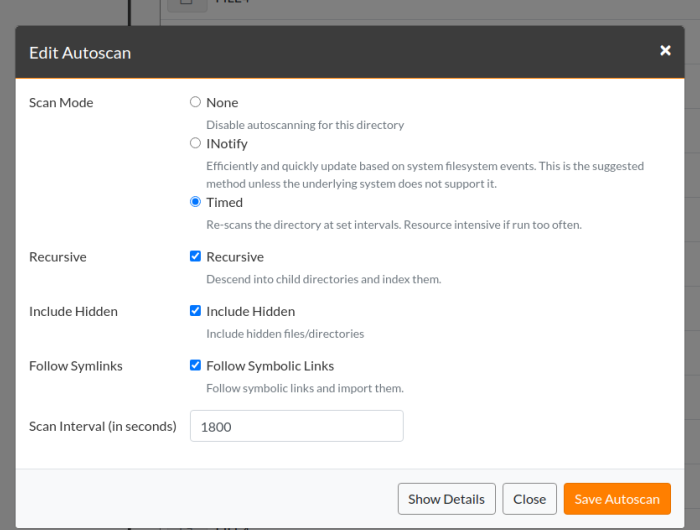 Edit Autoscan
Scan Mode
None
Disable autoscanning for this directory
INotify
Efficiently and quickly update based on system filesystem events. This is the suggested
method unless the underlying system does not support it.
Timed
Re-scans the directory at set intervals. Resource intensive if run too often.
Recursive
Recursive
Descend into child directories and index them.
Include Hidden
Include Hidden
Include hidden files/directories
Follow Symlinks
Follow Symbolic Links
Follow symbolic links and import them.
Scan Interval (in seconds)
1800
Show Details
Close
Save Autoscan